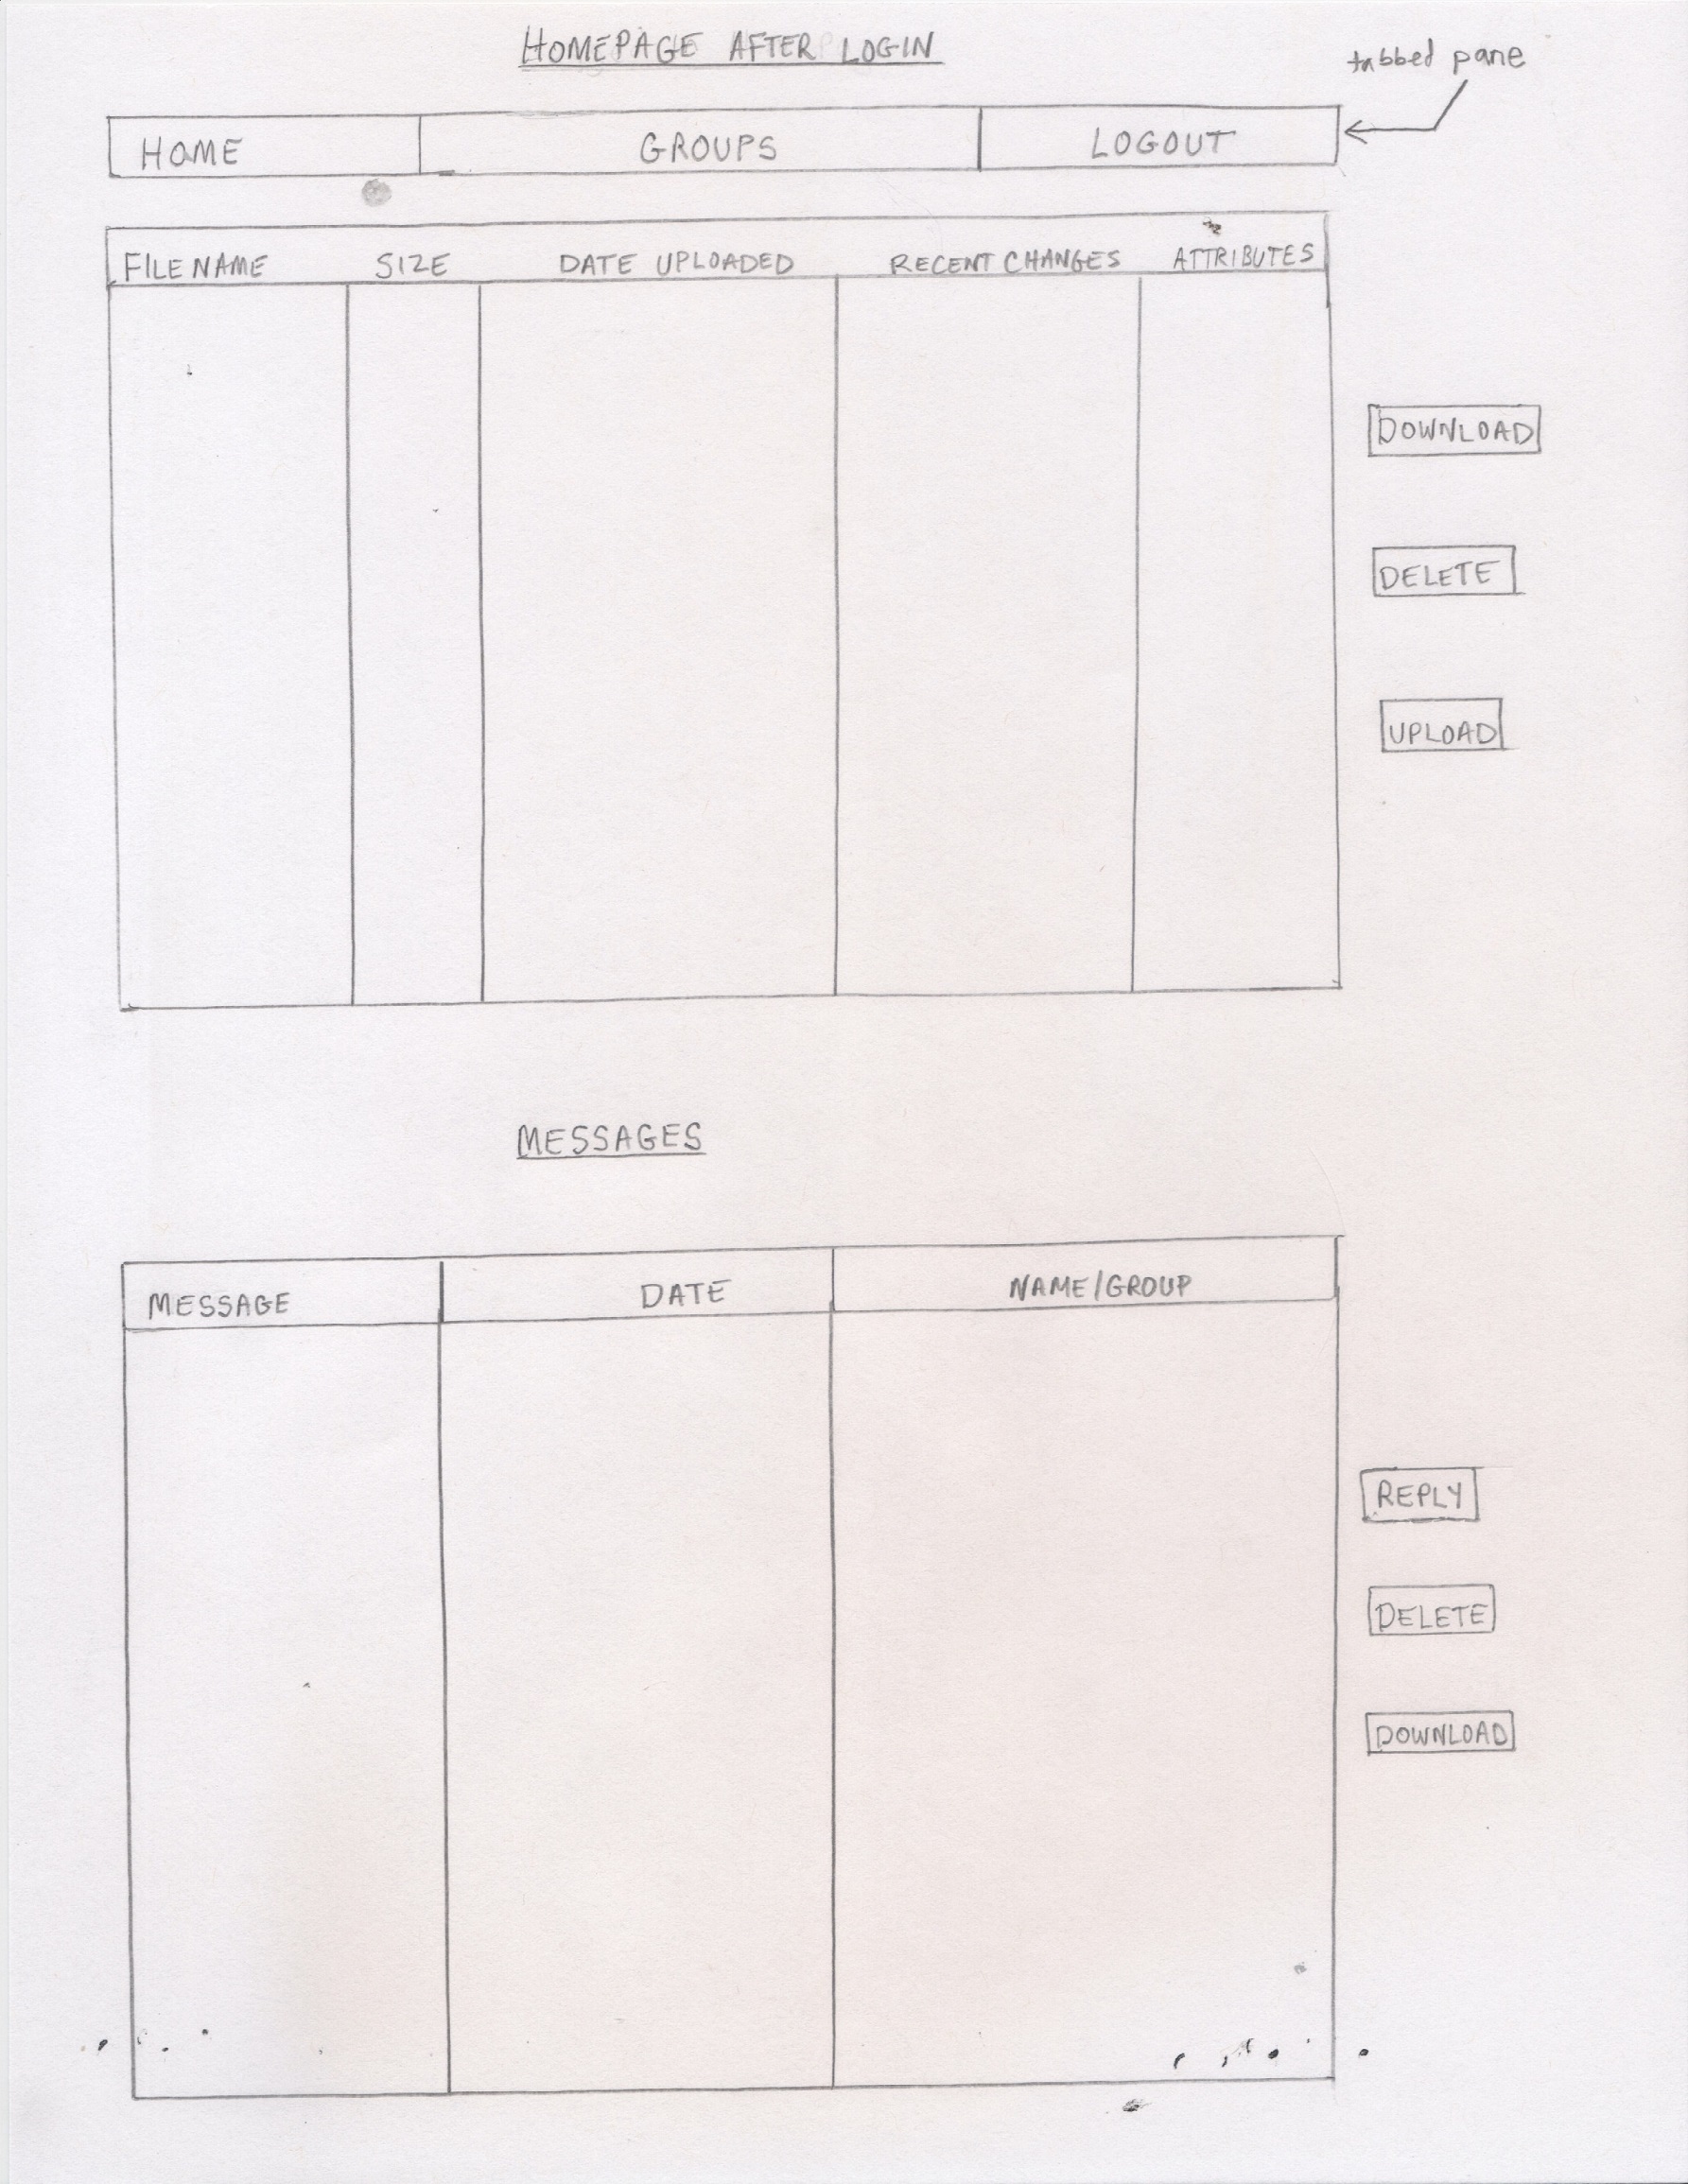 HOMEPAGE AFTER LOGIN
tabbed pane
HOME GROUPS LOGOUT
FILE NAME SIZE DATE UPLOADED RECENT CHANGES ATTRIBUTES
DOWNLOAD
DELETE
UPLOAD
MESSAGES
MESSAGE DATE NAME/GROUP
REPLY
DELETE
DOWNLOAD